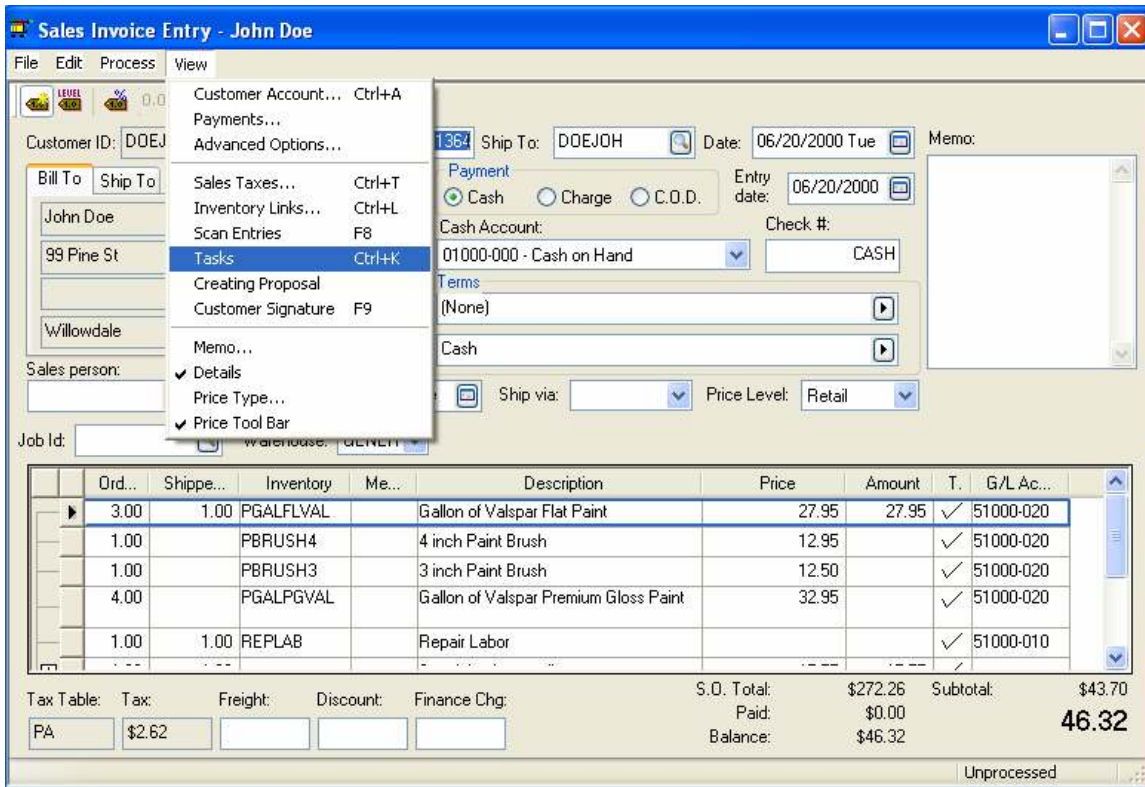 Sales Invoice Entry - John Doe
File Edit Process View
LEVEL % 0.0
Customer Account... Ctrl+A
Payments...
Advanced Options...
Sales Taxes... Ctrl+T
Inventory Links... Ctrl+L
Scan Entries F8
Tasks Ctrl+K
Creating Proposal
Customer Signature F9
Memo...
Details
Price Type...
Price Tool Bar
Customer ID: DOEJ 1364 Ship To: DOEJOH Date: 06/20/2000 Tue Memo:
Bill To Ship To Payment Entry date: 06/20/2000
Cash Charge C.O.D.
John Doe Cash Account: Check #:
99 Pine St 01000-000 - Cash on Hand CASH
Terms
(None)
Willowdale Cash
Sales person: Ship via: Price Level: Retail
Job Id: Warehouse:
Ord... Shippe... Inventory Me... Description Price Amount T. G/L Ac...
3.00 1.00 PGALFLVAL Gallon of Valspar Flat Paint 27.95 27.95 51000-020
1.00 PBRUSH4 4 inch Paint Brush 12.95 51000-020
1.00 PBRUSH3 3 inch Paint Brush 12.50 51000-020
4.00 PGALPGVAL Gallon of Valspar Premium Gloss Paint 32.95 51000-020
1.00 1.00 REPLAB Repair Labor 51000-010
Tax Table: Tax: Freight: Discount: Finance Chg: S.O. Total: $272.26 Subtotal: $43.70
PA $2.62 Paid: $0.00 46.32
Balance: $46.32
Unprocessed